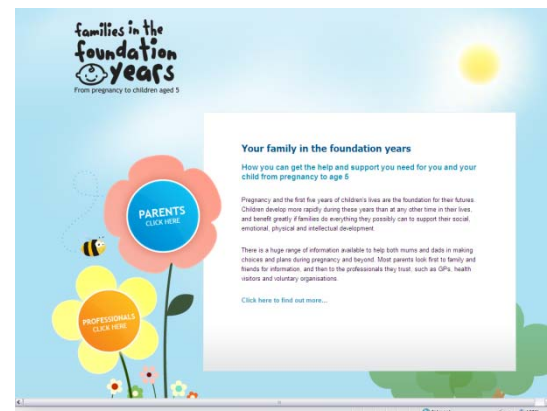 families in the
foundation
years
From pregnancy to children aged 5
Your family in the foundation years
How you can get the help and support you need for you and your
child from pregnancy to age 5
Pregnancy and the first five years of children's lives are the foundation for their futures.
Children develop more rapidly during these years than at any other time in their lives,
and benefit greatly if families do everything they possibly can to support their social,
emotional, physical and intellectual development.
There is a huge range of information available to help both mums and dads in making
choices and plans during pregnancy and beyond. Most parents look first to family and
friends for information, and then to the professionals they trust, such as GPs, health
visitors and voluntary organisations.
Click here to find out more...
PARENTS
CLICK HERE
PROFESSIONALS
CLICK HERE